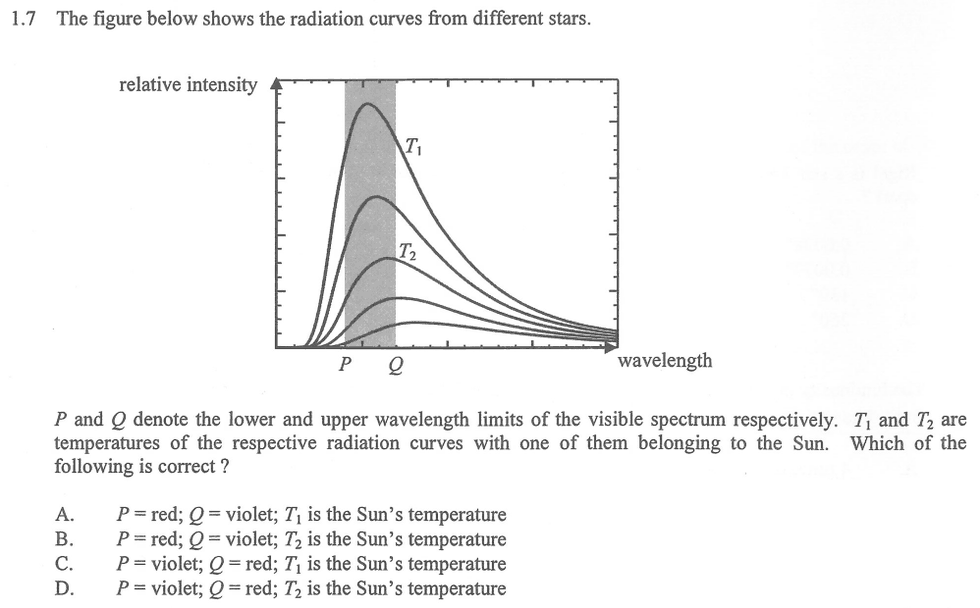 1.7 The figure below shows the radiation curves from different stars.
relative intensity
T₁
T₂
P Q
wavelength
P and Q denote the lower and upper wavelength limits of the visible spectrum respectively. T₁ and T₂ are
temperatures of the respective radiation curves with one of them belonging to the Sun. Which of the
following is correct ?
A. P = red; Q = violet; T₁ is the Sun's temperature
B. P = red; Q = violet; T₂ is the Sun's temperature
C. P = violet; Q = red; T₁ is the Sun's temperature
D. P = violet; Q = red; T₂ is the Sun's temperature